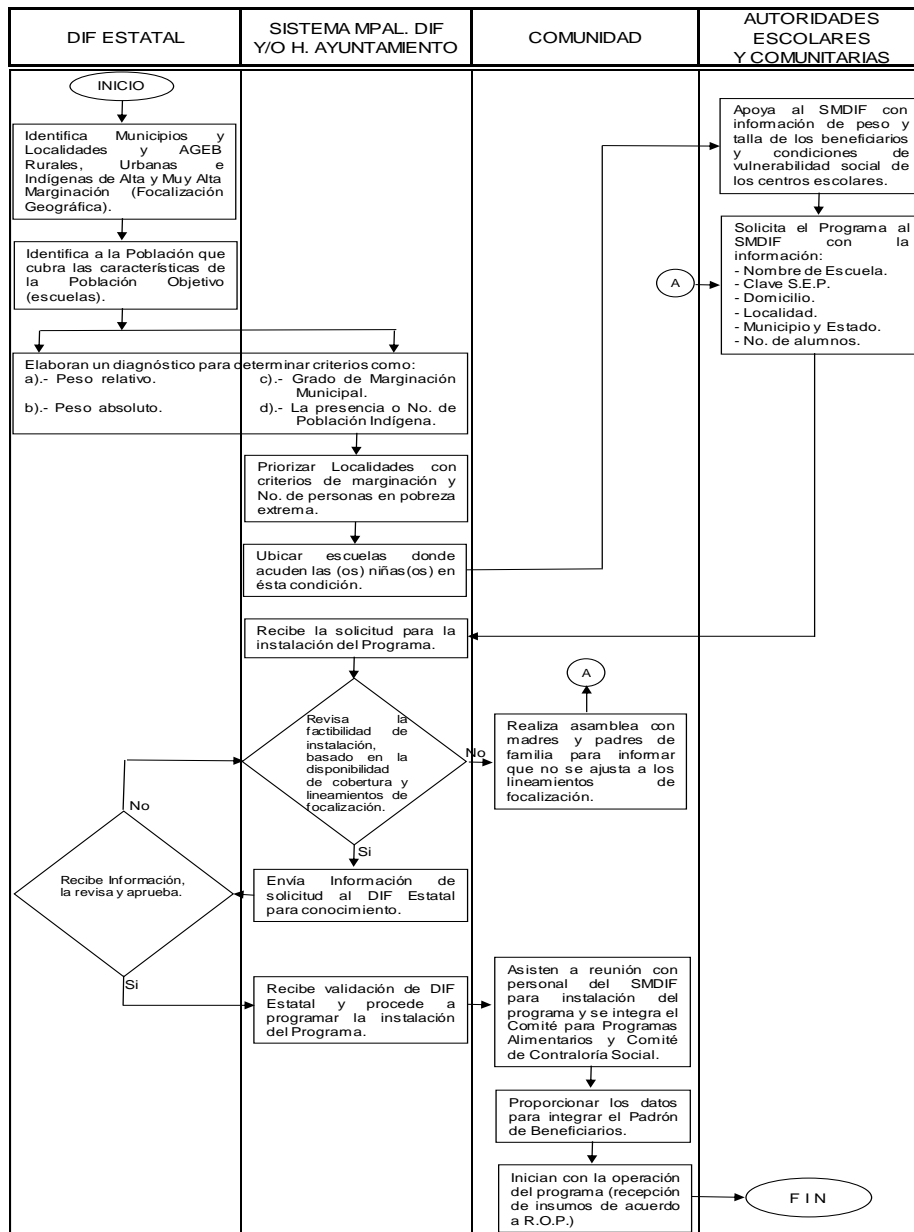 DIF ESTATAL
SISTEMA MPAL. DIF
Y/O H. AYUNTAMIENTO
COMUNIDAD
AUTORIDADES
ESCOLARES
Y COMUNITARIAS
INICIO
Identifica Municipios y
Localidades y AGEB
Rurales, Urbanas e
Indígenas de Alta y Muy Alta
Marginación (Focalización
Geográfica).
Identifica a la Población que
cubra las características de
la Población Objetivo
(escuelas).
Elaboran un diagnóstico para determinar criterios como:
a).- Peso relativo.
b).- Peso absoluto.
c).- Grado de Marginación
Municipal.
d).- La presencia o No. de
Población Indígena.
Priorizar Localidades con
criterios de marginación y
No. de personas en pobreza
extrema.
Ubicar escuelas donde
acuden las (os) niñas(os) en
ésta condición.
Apoya al SMDIF con
información de peso y
talla de los beneficiarios
y condiciones de
vulnerabilidad social de
los centros escolares.
Solicita el Programa al
SMDIF con la
información:
- Nombre de Escuela.
- Clave S.E.P.
- Domicilio.
- Localidad.
- Municipio y Estado.
- No. de alumnos.
A
Recibe la solicitud para la
instalación del Programa.
Revisa la
factibilidad de
instalación,
basado en la
disponibilidad
de cobertura y
lineamientos de
focalización.
No
A
Realiza asamblea con
madres y padres de
familia para informar
que no se ajusta a los
lineamientos de
focalización.
Si
Envía Información de
solicitud al DIF Estatal
para conocimiento.
No
Recibe Información,
la revisa y aprueba.
Si
Recibe validación de DIF
Estatal y procede a
programar la instalación
del Programa.
Asisten a reunión con
personal del SMDIF
para instalación del
programa y se integra el
Comité para Programas
Alimentarios y Comité
de Contraloría Social.
Proporcionar los datos
para integrar el Padrón
de Beneficiarios.
Inician con la operación
del programa (recepción
de insumos de acuerdo
a R.O.P.)
F I N